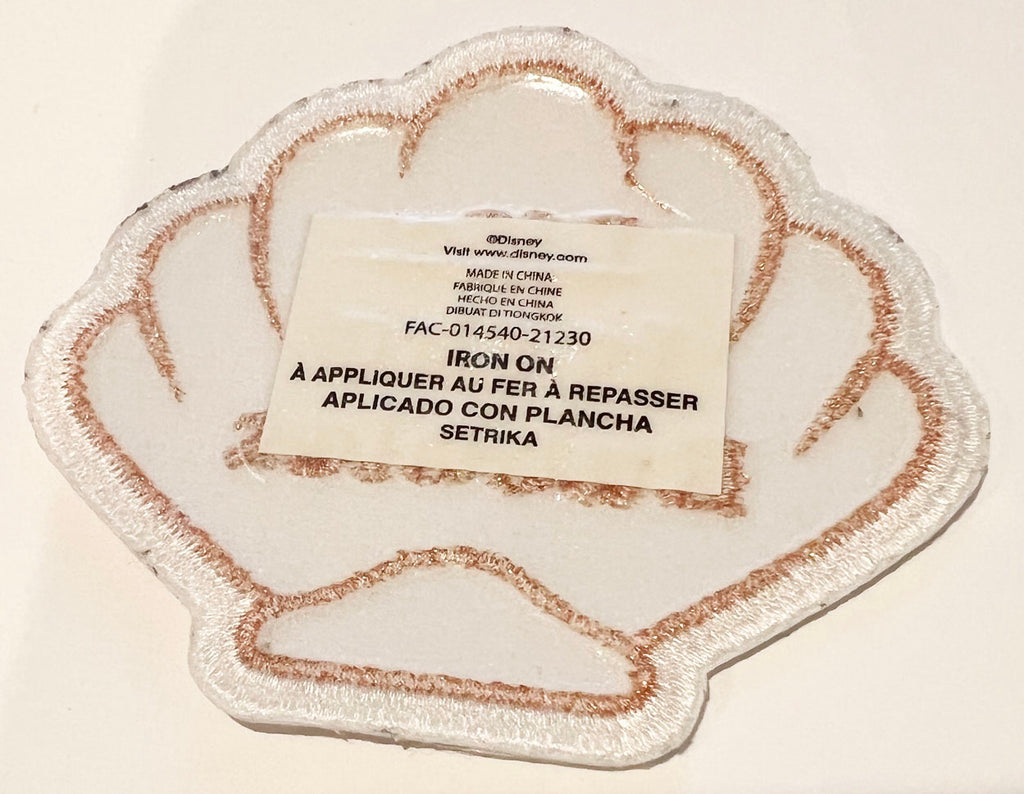 ©Disney
Visit www.disney.com
MADE IN CHINA
FABRIQUE EN CHINE
HECHO EN CHINA
DIBUAT DI TIONGKOK
FAC-014540-21230
IRON ON
À APPLIQUER AU FER À REPASSER
APLICADO CON PLANCHA
SETRIKA